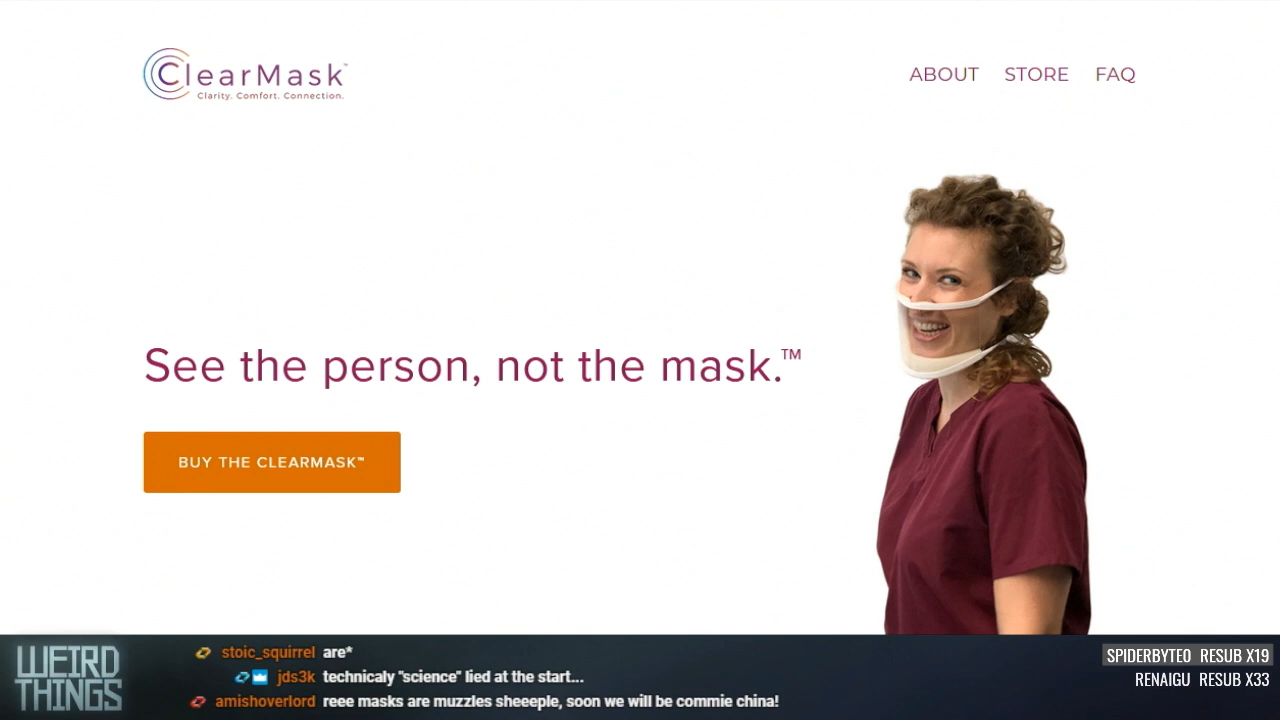 ClearMask™
Clarity. Comfort. Connection.
ABOUT STORE FAQ
See the person, not the mask.™
BUY THE CLEARMASK™
WEIRD
THINGS
stoic_squirrel are*
jds3k technicaly "science" lied at the start...
amishoverlord reee masks are muzzles sheeeple, soon we will be commie china!
SPIDERBYTE0 RESUB X19
RENAIGU RESUB X33